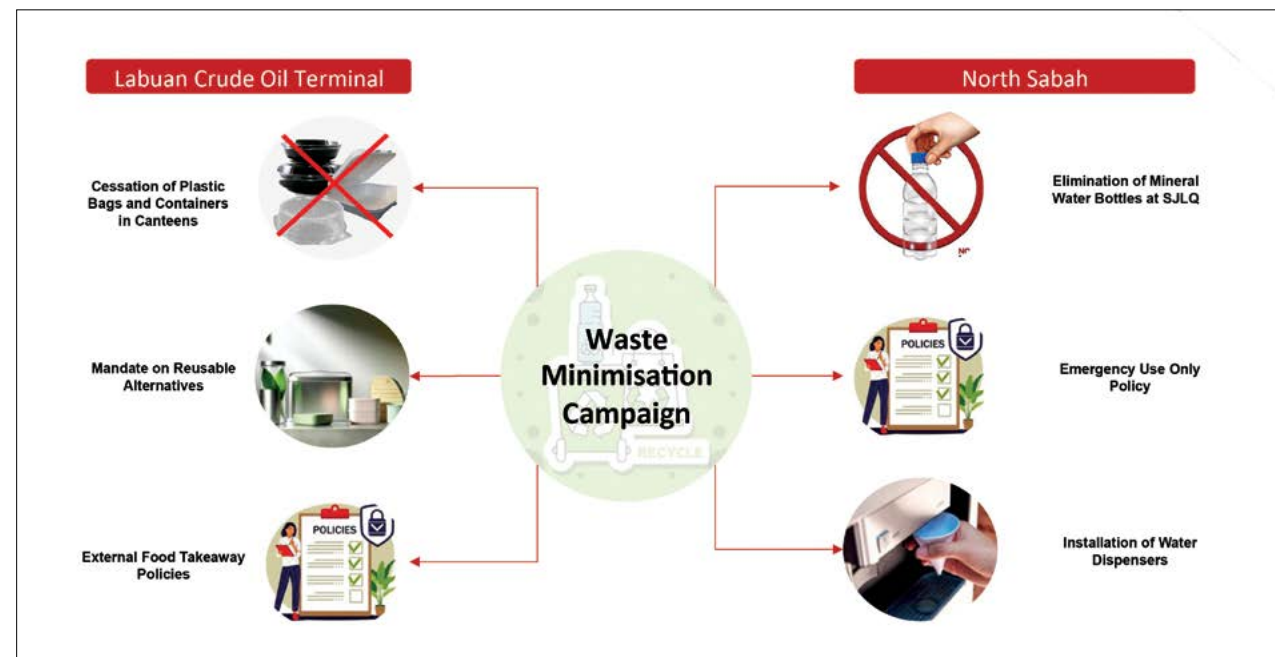 Labuan Crude Oil Terminal
Cessation of Plastic
Bags and Containers
in Canteens
Mandate on Reusable
Alternatives
POLICIES
External Food Takeaway
Policies
Waste
Minimisation
Campaign
RECYCLE
North Sabah
NO
Elimination of Mineral
Water Bottles at SJLQ
POLICIES
Emergency Use Only
Policy
Installation of Water
Dispensers